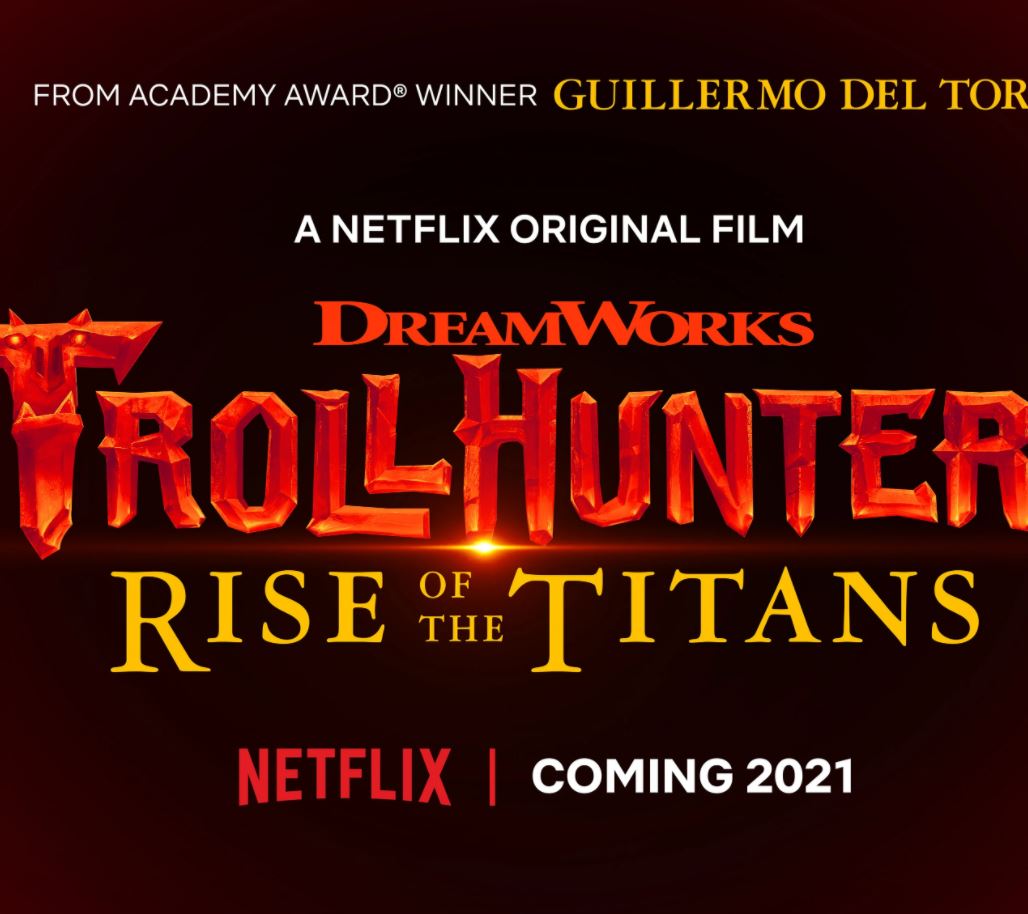 FROM ACADEMY AWARD® WINNER GUILLERMO DEL TOR
A NETFLIX ORIGINAL FILM
DREAMWORKS
TROLLHUNTER
RISE OF THE TITANS
NETFLIX | COMING 2021